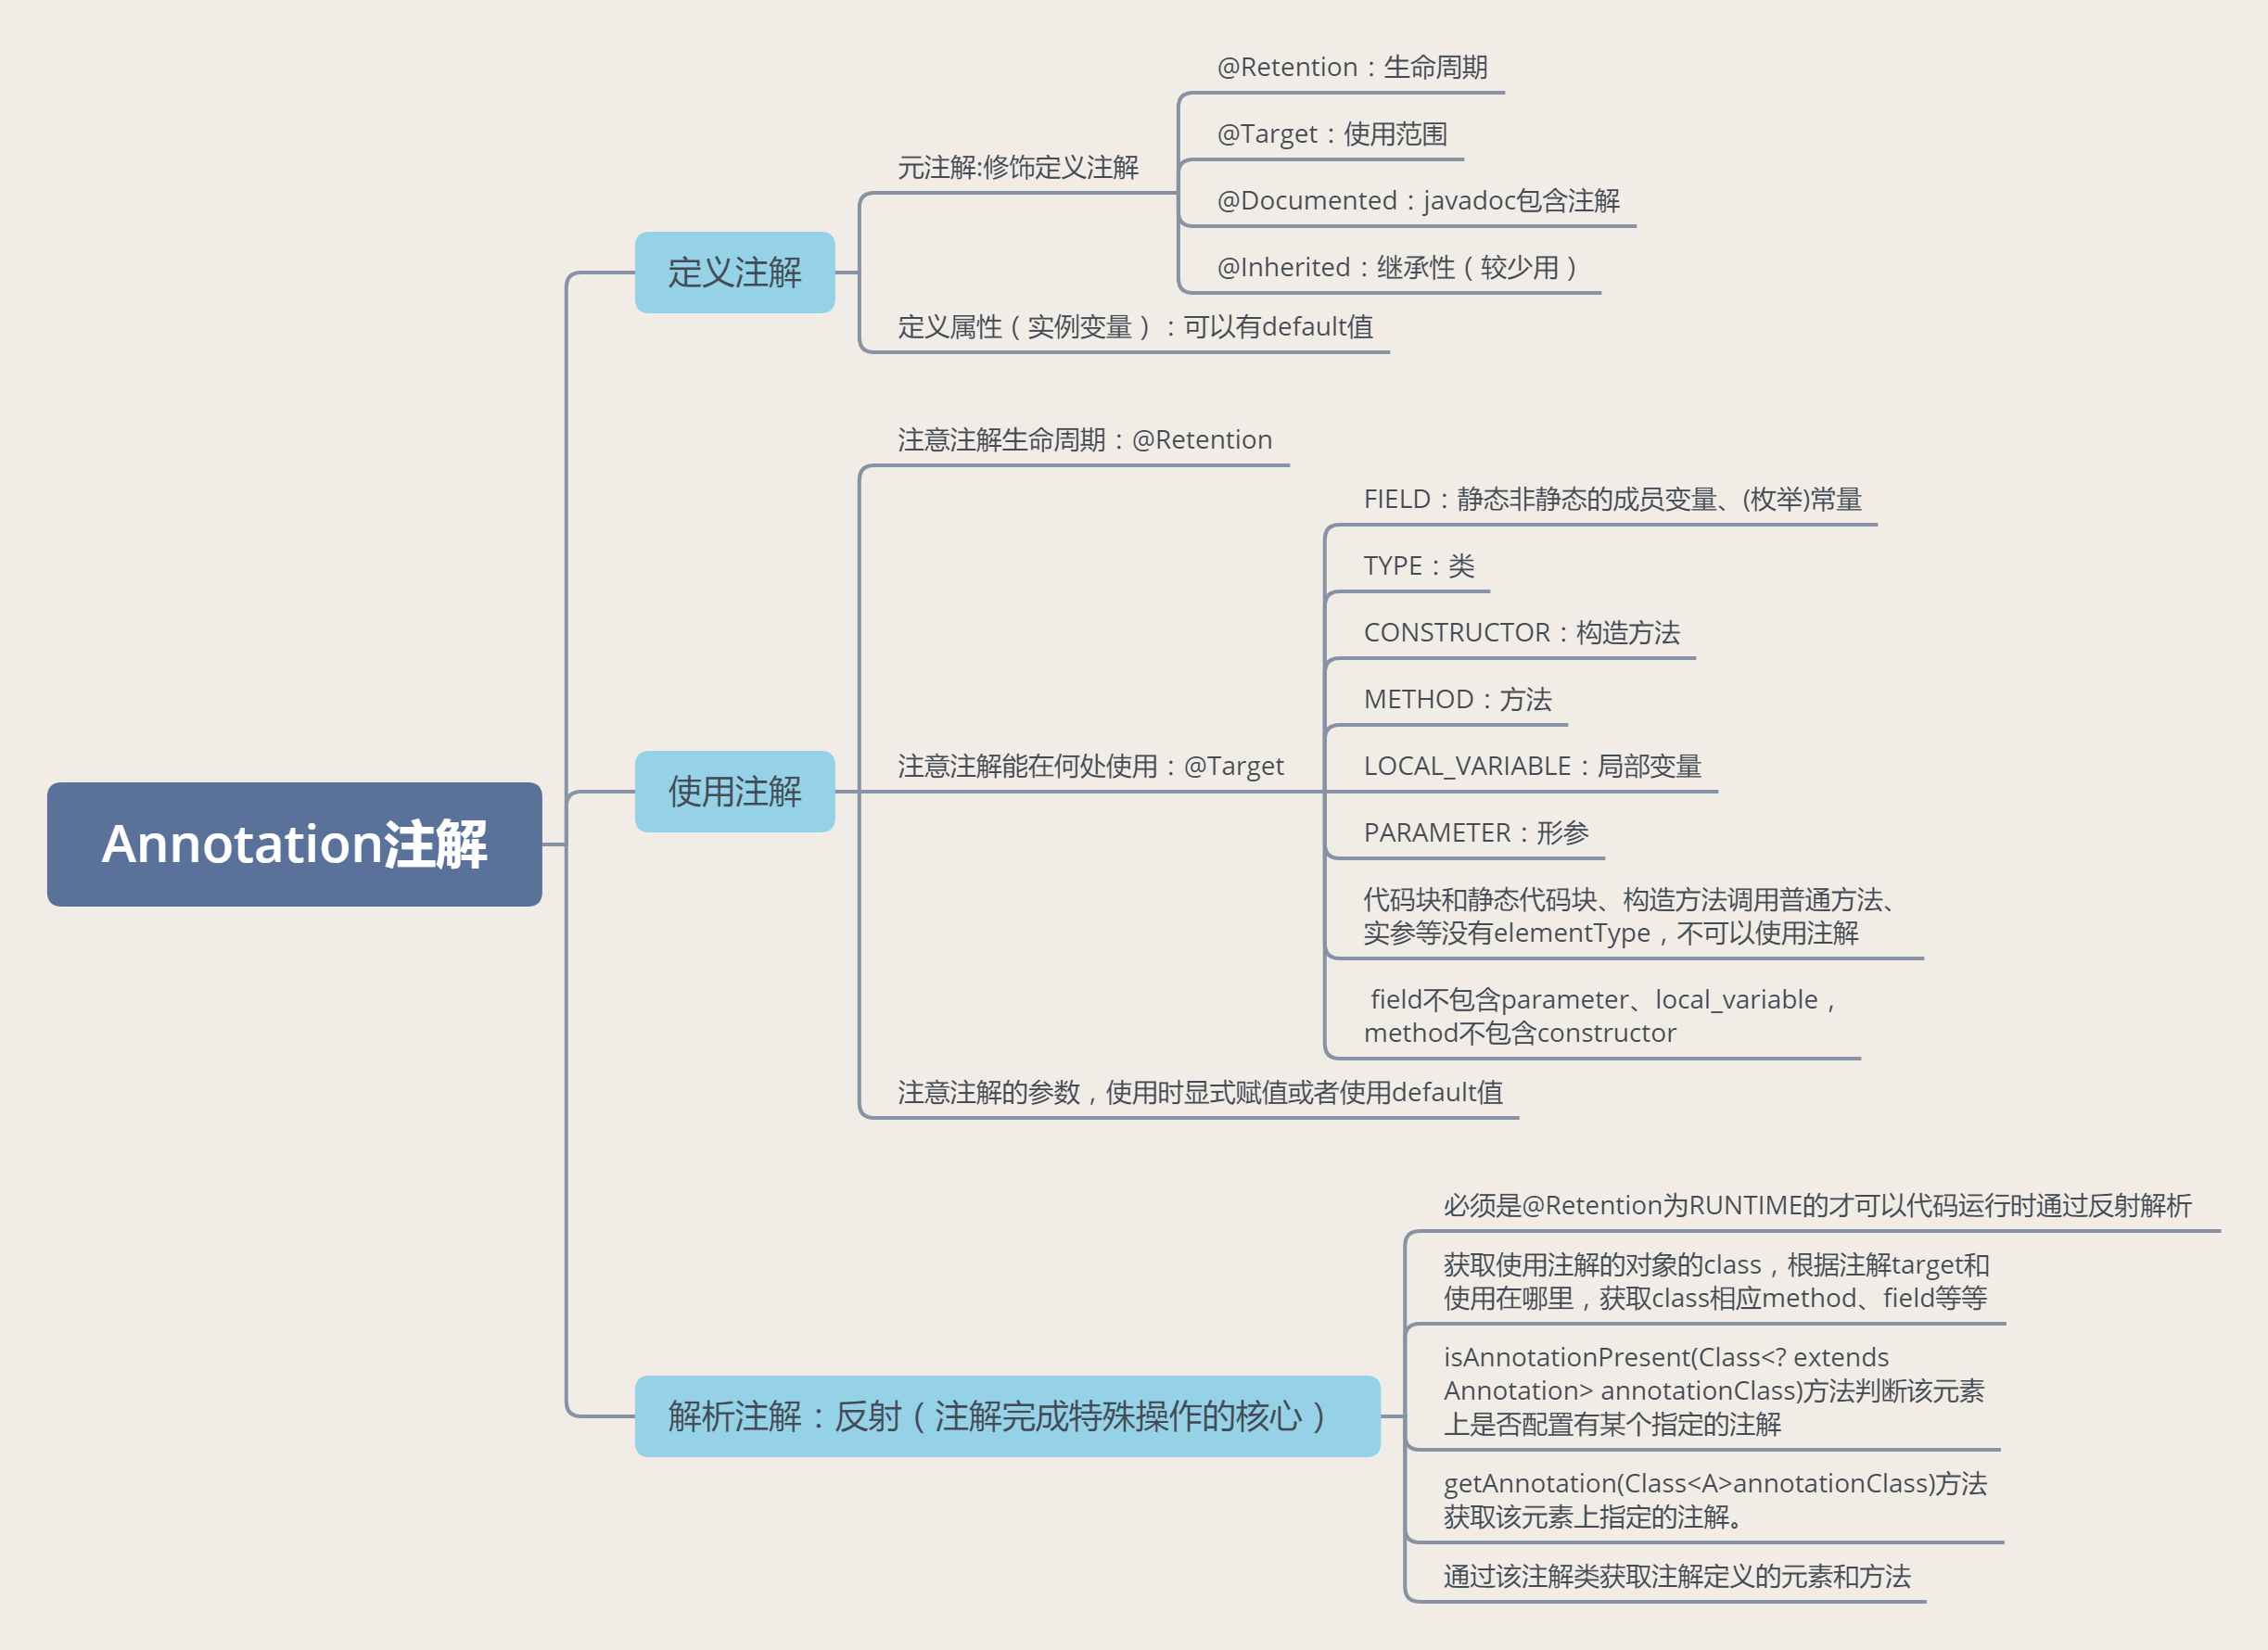 Annotation注解
定义注解
元注解:修饰定义注解
@Retention：生命周期
@Target：使用范围
@Documented：javadoc包含注解
@Inherited：继承性（较少用）
定义属性（实例变量）：可以有default值
使用注解
注意注解生命周期：@Retention
注意注解能在何处使用：@Target
FIELD：静态非静态的成员变量、(枚举)常量
TYPE：类
CONSTRUCTOR：构造方法
METHOD：方法
LOCAL_VARIABLE：局部变量
PARAMETER：形参
代码块和静态代码块、构造方法调用普通方法、
实参等没有elementType，不可以使用注解
field不包含parameter、local_variable，
method不包含constructor
注意注解的参数，使用时显式赋值或者使用default值
解析注解：反射（注解完成特殊操作的核心）
必须是@Retention为RUNTIME的才可以代码运行时通过反射解析
获取使用注解的对象的class，根据注解target和
使用在哪里，获取class相应method、field等等
isAnnotationPresent(Class<? extends
Annotation> annotationClass)方法判断该元素
上是否配置有某个指定的注解
getAnnotation(Class<A>annotationClass)方法
获取该元素上指定的注解。
通过该注解类获取注解定义的元素和方法